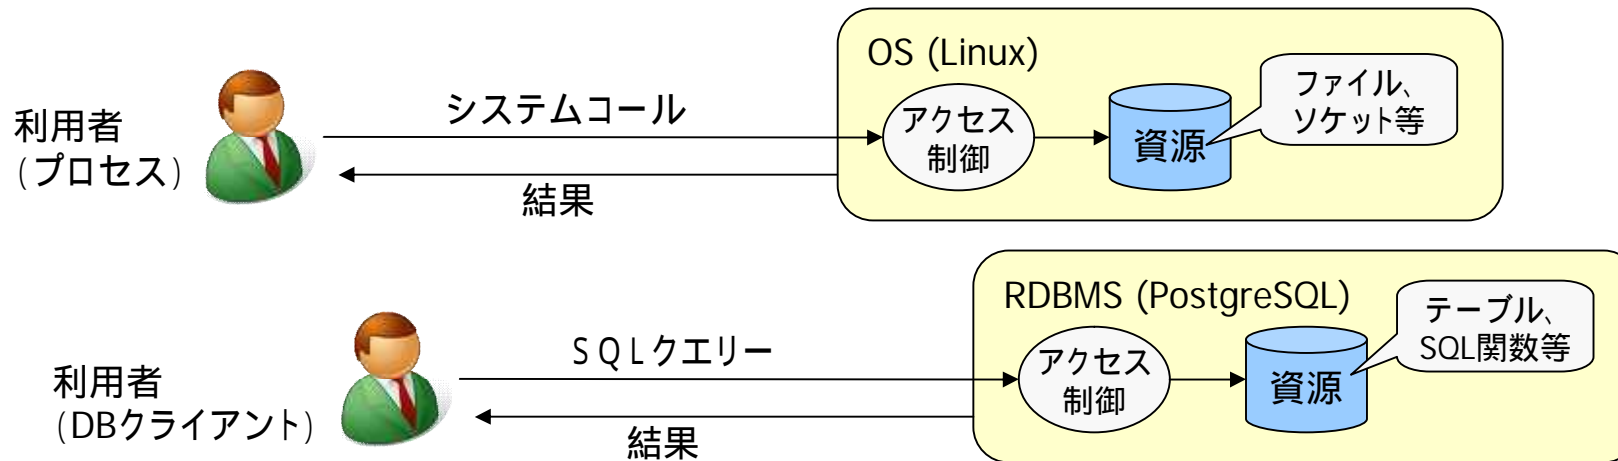 OS (Linux)
ファイル、
ソケット等
システムコール
利用者
(プロセス)
アクセス
制御
資源
結果
RDBMS (PostgreSQL)
テーブル、
SQL関数等
ＳＱＬクエリー
利用者
(DBクライアント)
アクセス
制御
資源
結果